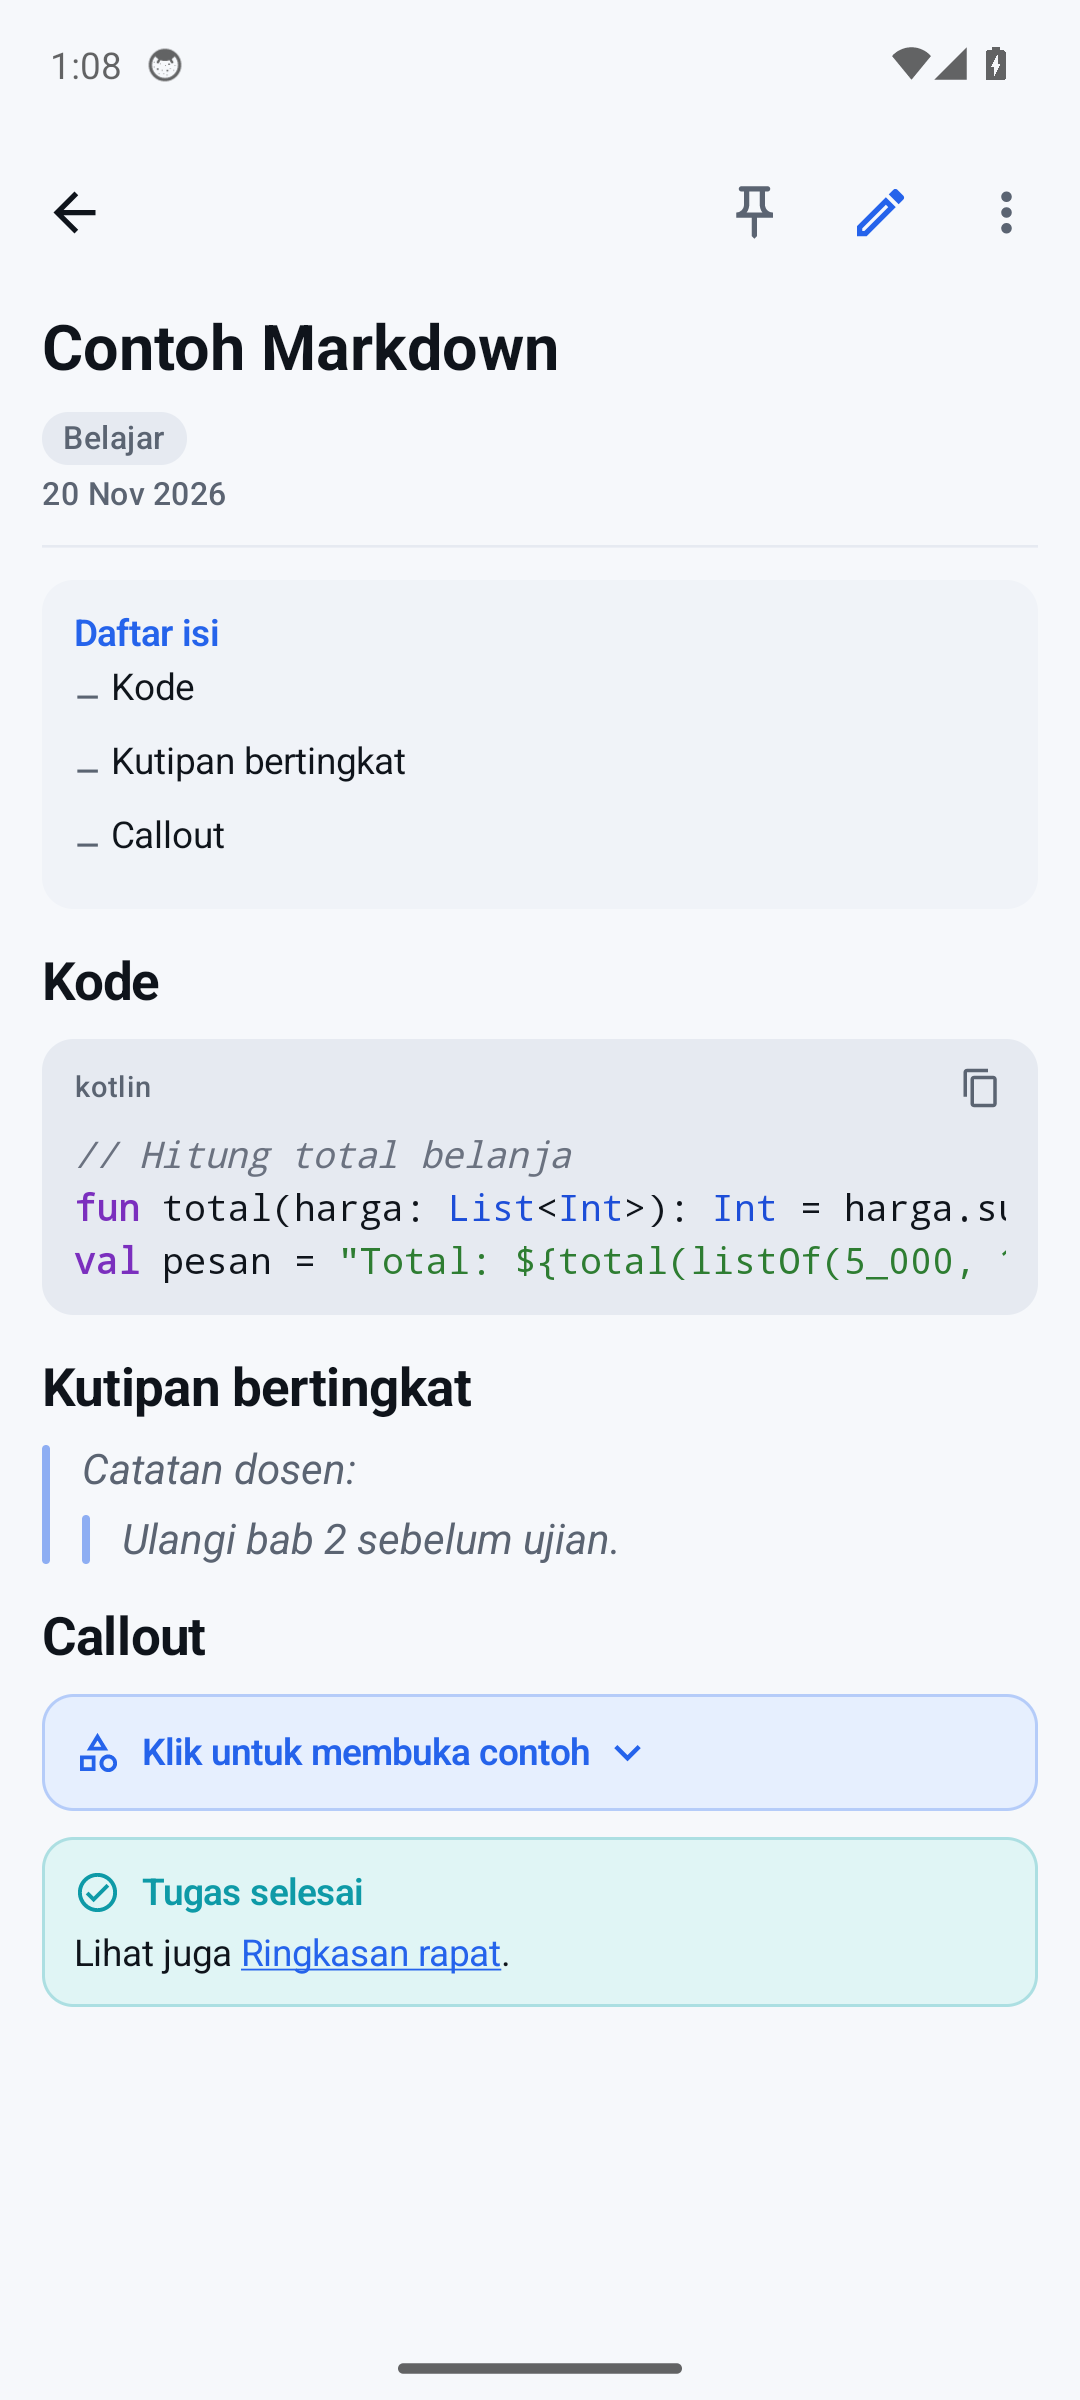 1:08
Contoh Markdown
Belajar
20 Nov 2026
Daftar isi
– Kode
– Kutipan bertingkat
– Callout
Kode
kotlin
// Hitung total belanja
fun total(harga: List<Int>): Int = harga.su
val pesan = "Total: ${total(listOf(5_000,
Kutipan bertingkat
Catatan dosen:
Ulangi bab 2 sebelum ujian.
Callout
Klik untuk membuka contoh
Tugas selesai
Lihat juga Ringkasan rapat.